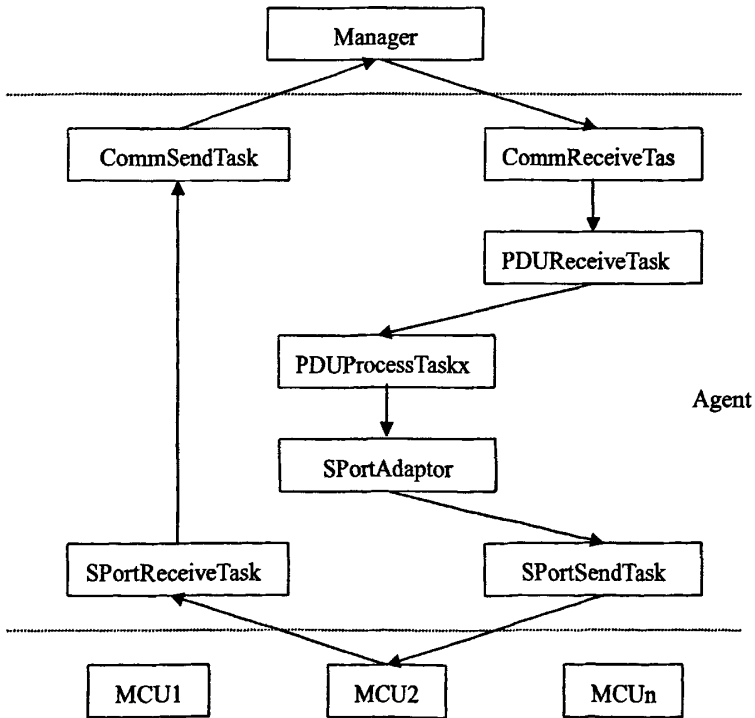 Manager
CommSendTask
CommReceiveTas
PDUReceiveTask
PDUProcessTaskx
Agent
SPortAdaptor
SPortReceiveTask
SPortSendTask
MCU1
MCU2
MCUn